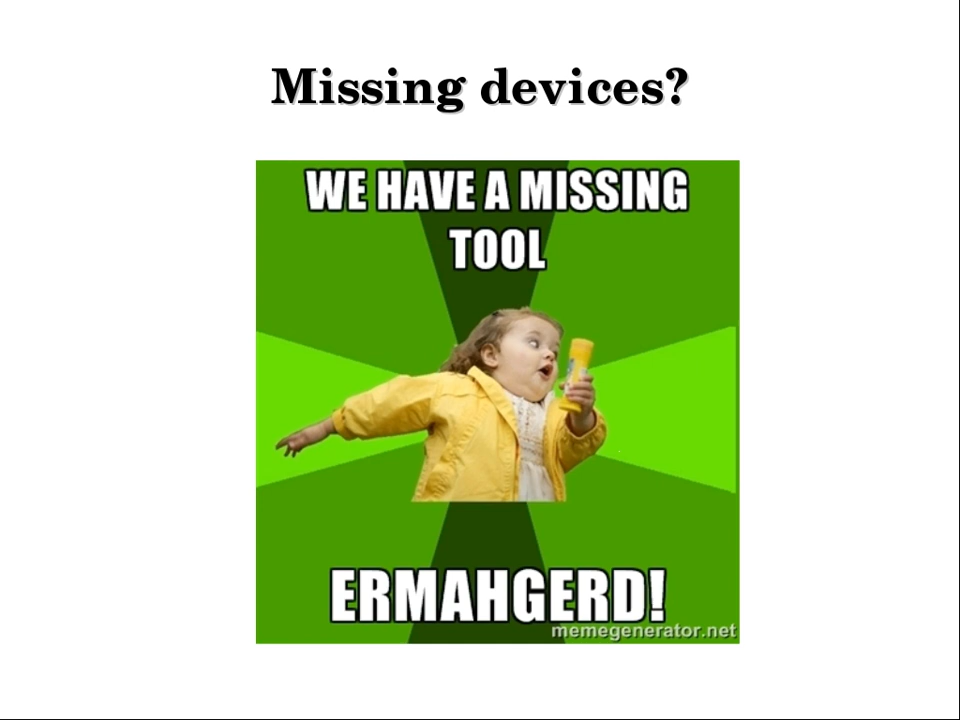 Missing devices?
WE HAVE A MISSING
TOOL
ERMAHGERD!
memegenerator.net